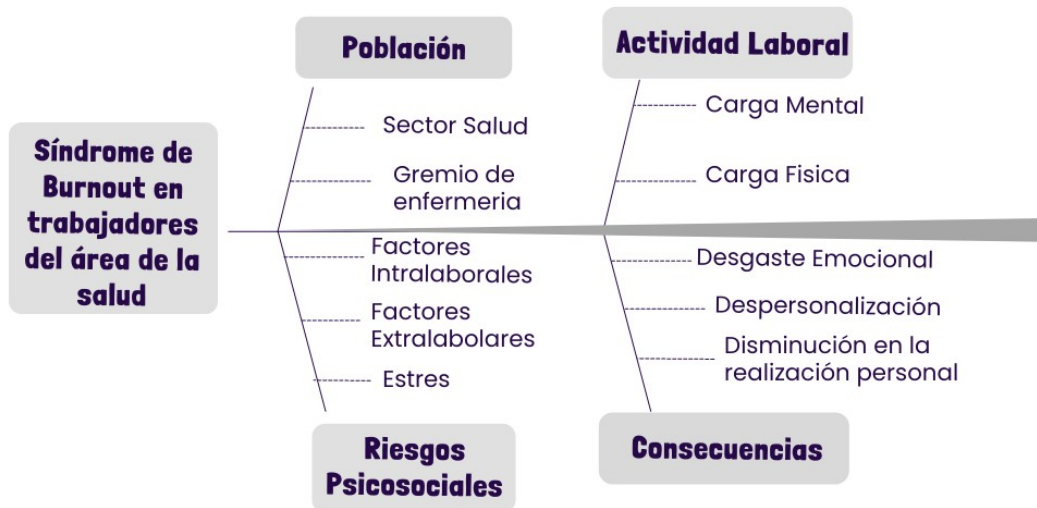 Población
Actividad Laboral
Sector Salud
Gremio de
enfermeria
Carga Mental
Carga Fisica
Síndrome de
Burnout en
trabajadores
del área de la
salud
Factores
Intralaborales
Factores
Extralabolares
Estres
Desgaste Emocional
Despersonalización
Disminución en la
realización personal
Riesgos
Psicosociales
Consecuencias